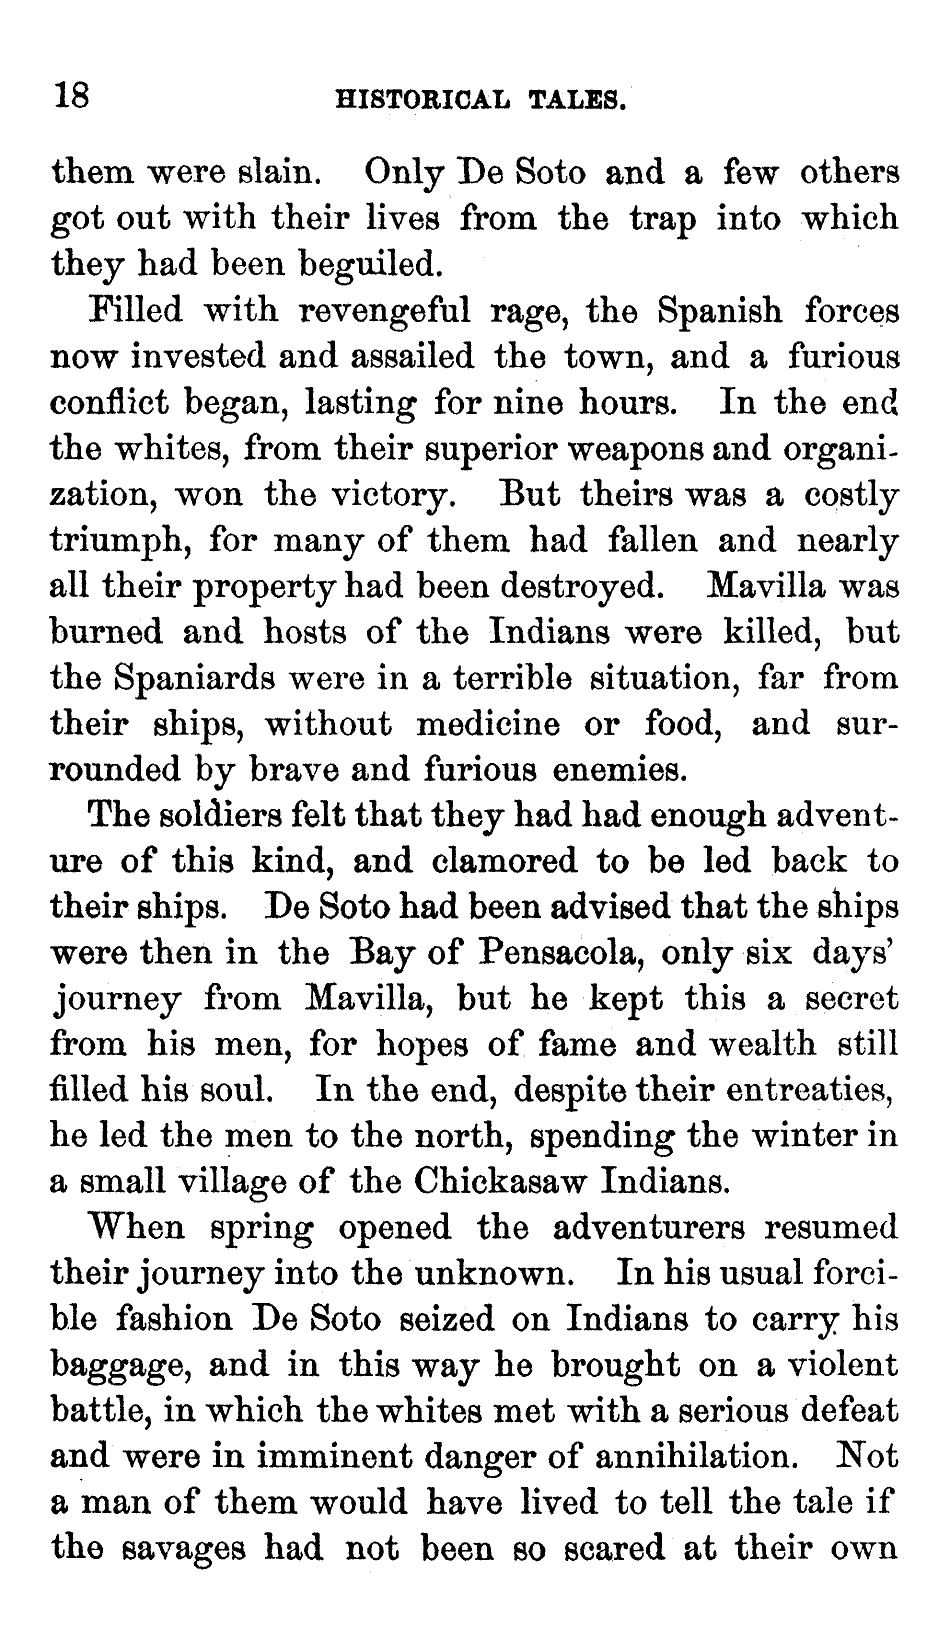 18 HISTORICAL TALES.
them were slain. Only De Soto and a few others
got out with their lives from the trap into which
they had been beguiled.
Filled with revengeful rage, the Spanish forces
now invested and assailed the town, and a furious
conflict began, lasting for nine hours. In the end
the whites, from their superior weapons and organi-
zation, won the victory. But theirs was a costly
triumph, for many of them had fallen and nearly
all their property had been destroyed. Mavilla was
burned and hosts of the Indians were killed, but
the Spaniards were in a terrible situation, far from
their ships, without medicine or food, and sur-
rounded by brave and furious enemies.
The soldiers felt that they had had enough advent-
ure of this kind, and clamored to be led back to
their ships. De Soto had been advised that the ships
were then in the Bay of Pensacola, only six days’
journey from Mavilla, but he kept this a secret
from his men, for hopes of fame and wealth still
filled his soul. In the end, despite their entreaties,
he led the men to the north, spending the winter in
a small village of the Chickasaw Indians.
When spring opened the adventurers resumed
their journey into the unknown. In his usual forci-
ble fashion De Soto seized on Indians to carry his
baggage, and in this way he brought on a violent
battle, in which the whites met with a serious defeat
and were in imminent danger of annihilation. Not
a man of them would have lived to tell the tale if
the savages had not been so scared at their own